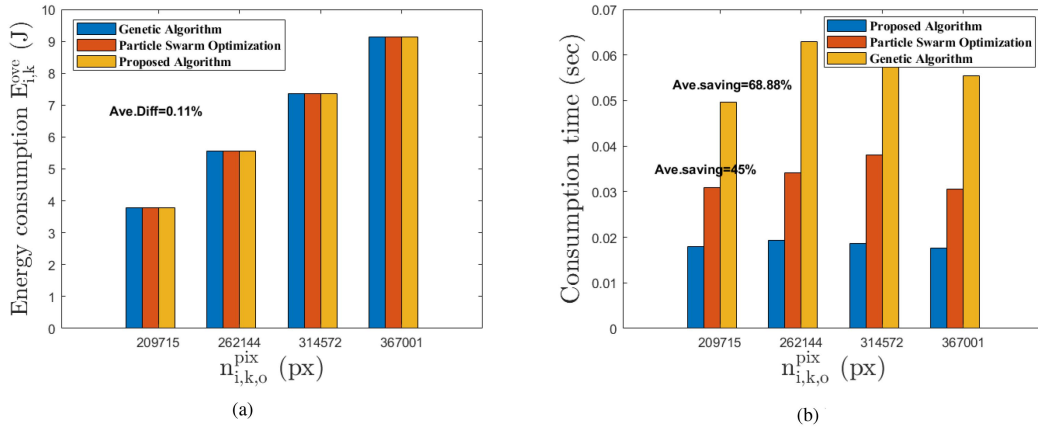 Energy consumption E_{i,k}^{ove} (J)
10
9
8
7
6
5
4
3
2
1
0
Genetic Algorithm
Particle Swarm Optimization
Proposed Algorithm
Ave.Diff=0.11%
209715 262144 314572 367001
n_{i,k,o}^{pix} (px)
(a)
Consumption time (sec)
0.07
0.06
0.05
0.04
0.03
0.02
0.01
0
Proposed Algorithm
Particle Swarm Optimization
Genetic Algorithm
Ave.saving=68.88%
Ave.saving=45%
209715 262144 314572 367001
n_{i,k,o}^{pix} (px)
(b)